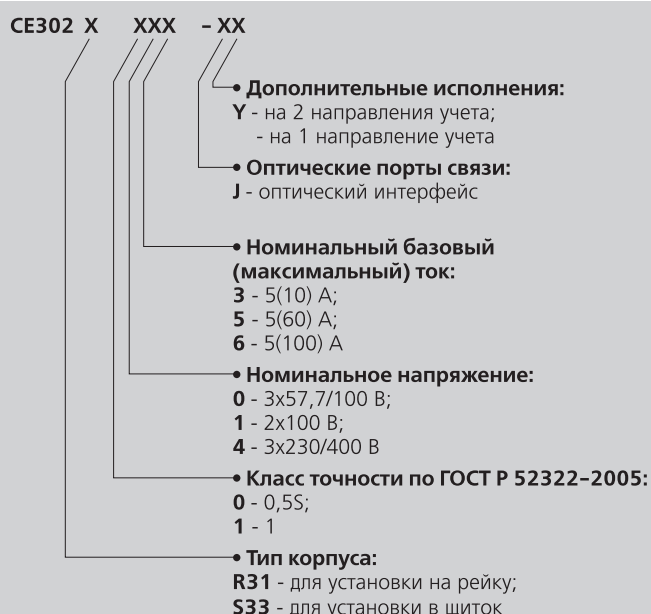 CE302 X XXX – XX
• Дополнительные исполнения:
Y - на 2 направления учета;
- на 1 направление учета
• Оптические порты связи:
J - оптический интерфейс
• Номинальный базовый
(максимальный) ток:
3 - 5(10) А;
5 - 5(60) А;
6 - 5(100) А
• Номинальное напряжение:
0 - 3х57,7/100 В;
1 - 2х100 В;
4 - 3х230/400 В
• Класс точности по ГОСТ Р 52322–2005:
0 - 0,5S;
1 - 1
• Тип корпуса:
R31 - для установки на рейку;
S33 - для установки в щиток